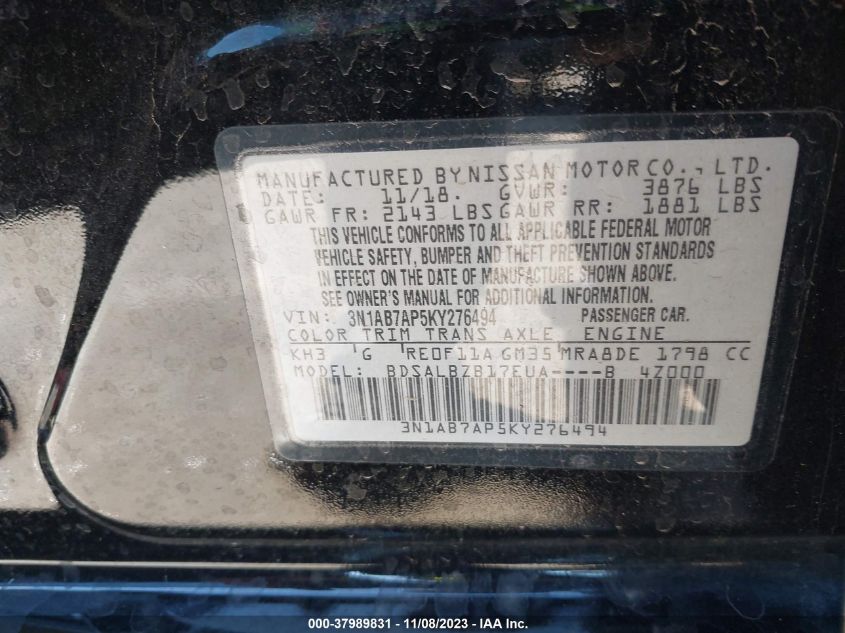 MANUFACTURED BY NISSAN MOTOR CO., LTD.
DATE: 11/18. GVWR: 3876 LBS
GAWR FR: 2143 LBS GAWR RR: 1881 LBS
THIS VEHICLE CONFORMS TO ALL APPLICABLE FEDERAL MOTOR
VEHICLE SAFETY, BUMPER AND THEFT PREVENTION STANDARDS
IN EFFECT ON THE DATE OF MANUFACTURE SHOWN ABOVE.
SEE OWNER'S MANUAL FOR ADDITIONAL INFORMATION.
VIN: 3N1AB7AP5KY276494 PASSENGER CAR.
COLOR TRIM TRANS AXLE ENGINE
KH3 G RE0F11A GM35 MRA8DE 1798 CC
MODEL: BDSALBZB17EUA----B 4Z000
3N1AB7AP5KY276494
000-37989831 - 11/08/2023 - IAA Inc.